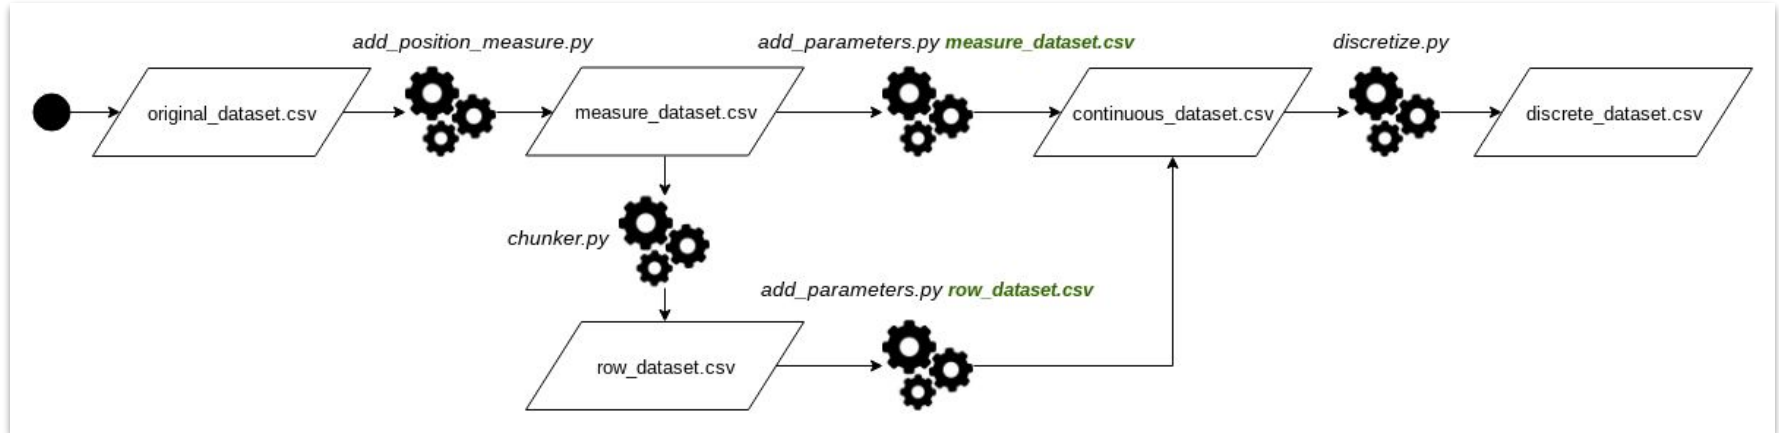 add_position_measure.py
add_parameters.py measure_dataset.csv
discretize.py
original_dataset.csv
measure_dataset.csv
continuous_dataset.csv
discrete_dataset.csv
chunker.py
add_parameters.py row_dataset.csv
row_dataset.csv